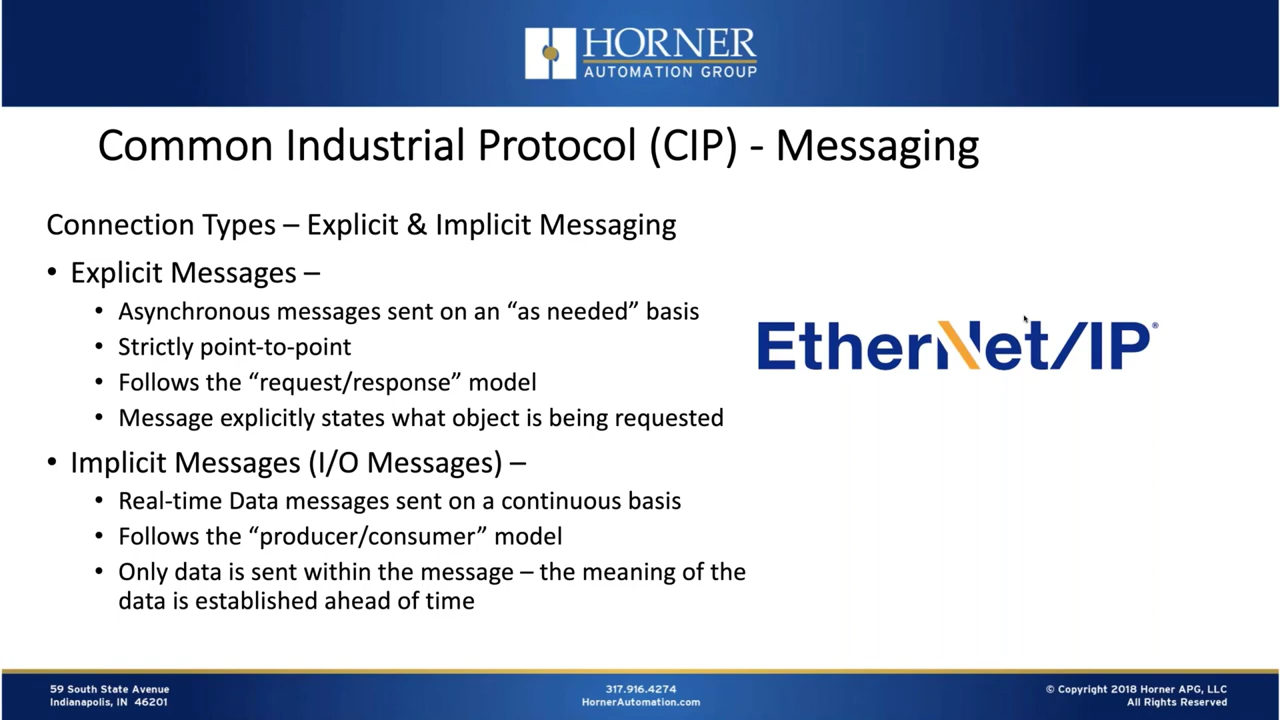 HORNER
AUTOMATION GROUP
Common Industrial Protocol (CIP) - Messaging
Connection Types – Explicit & Implicit Messaging
• Explicit Messages –
• Asynchronous messages sent on an “as needed” basis
• Strictly point-to-point
• Follows the “request/response” model
• Message explicitly states what object is being requested
• Implicit Messages (I/O Messages) –
• Real-time Data messages sent on a continuous basis
• Follows the “producer/consumer” model
• Only data is sent within the message – the meaning of the
data is established ahead of time
EtherNet/IP®
59 South State Avenue
Indianapolis, IN 46201
317.916.4274
HornerAutomation.com
© Copyright 2018 Horner APG, LLC
All Rights Reserved